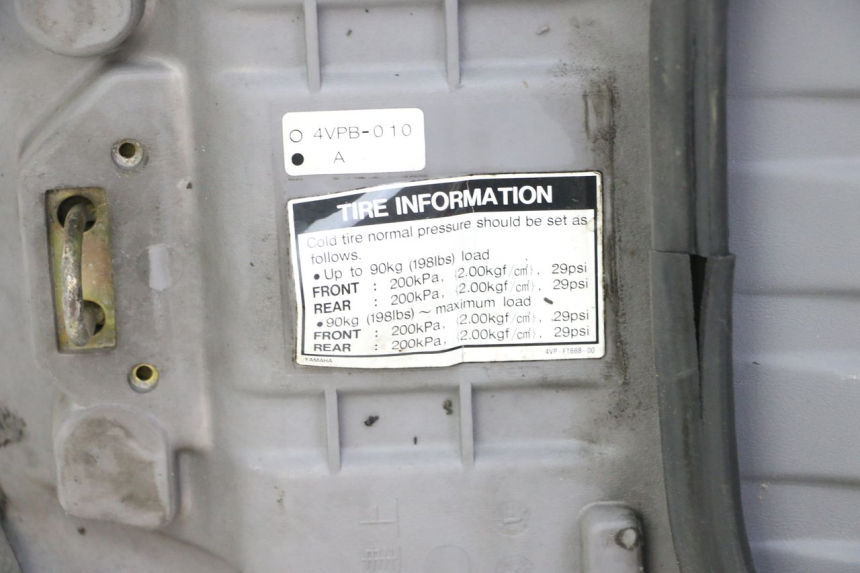 ○ 4VPB-010
● A
TIRE INFORMATION
Cold tire normal pressure should be set as
follows.
● Up to 90kg (198lbs) load
FRONT : 200kPa, (2.00kgf/c㎡), 29psi
REAR : 200kPa, (2.00kgf/c㎡), 29psi
● 90kg (198lbs) ~ maximum load
FRONT : 200kPa, (2.00kgf/c㎡), 29psi
REAR : 200kPa, (2.00kgf/c㎡), 29psi
YAMAHA 4VP-F1668-00